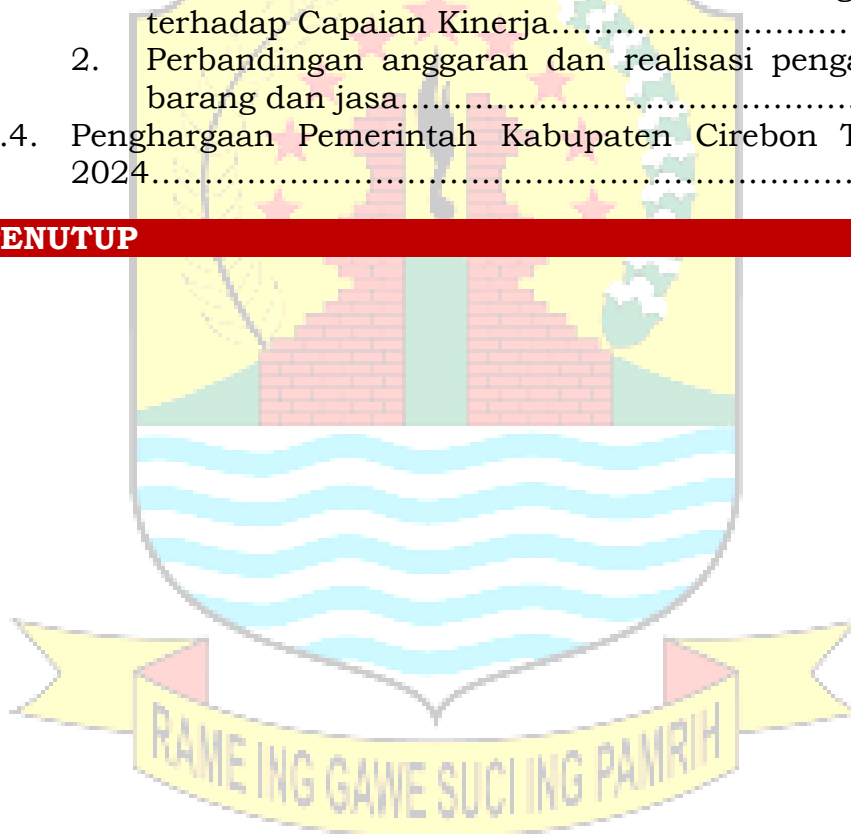 terhadap Capaian Kinerja............................
2. Perbandingan anggaran dan realisasi penga
barang dan jasa............................................
.4. Penghargaan Pemerintah Kabupaten Cirebon T
2024....................................................................
ENUTUP
RAME ING GAWE SUCI ING PAMRIH